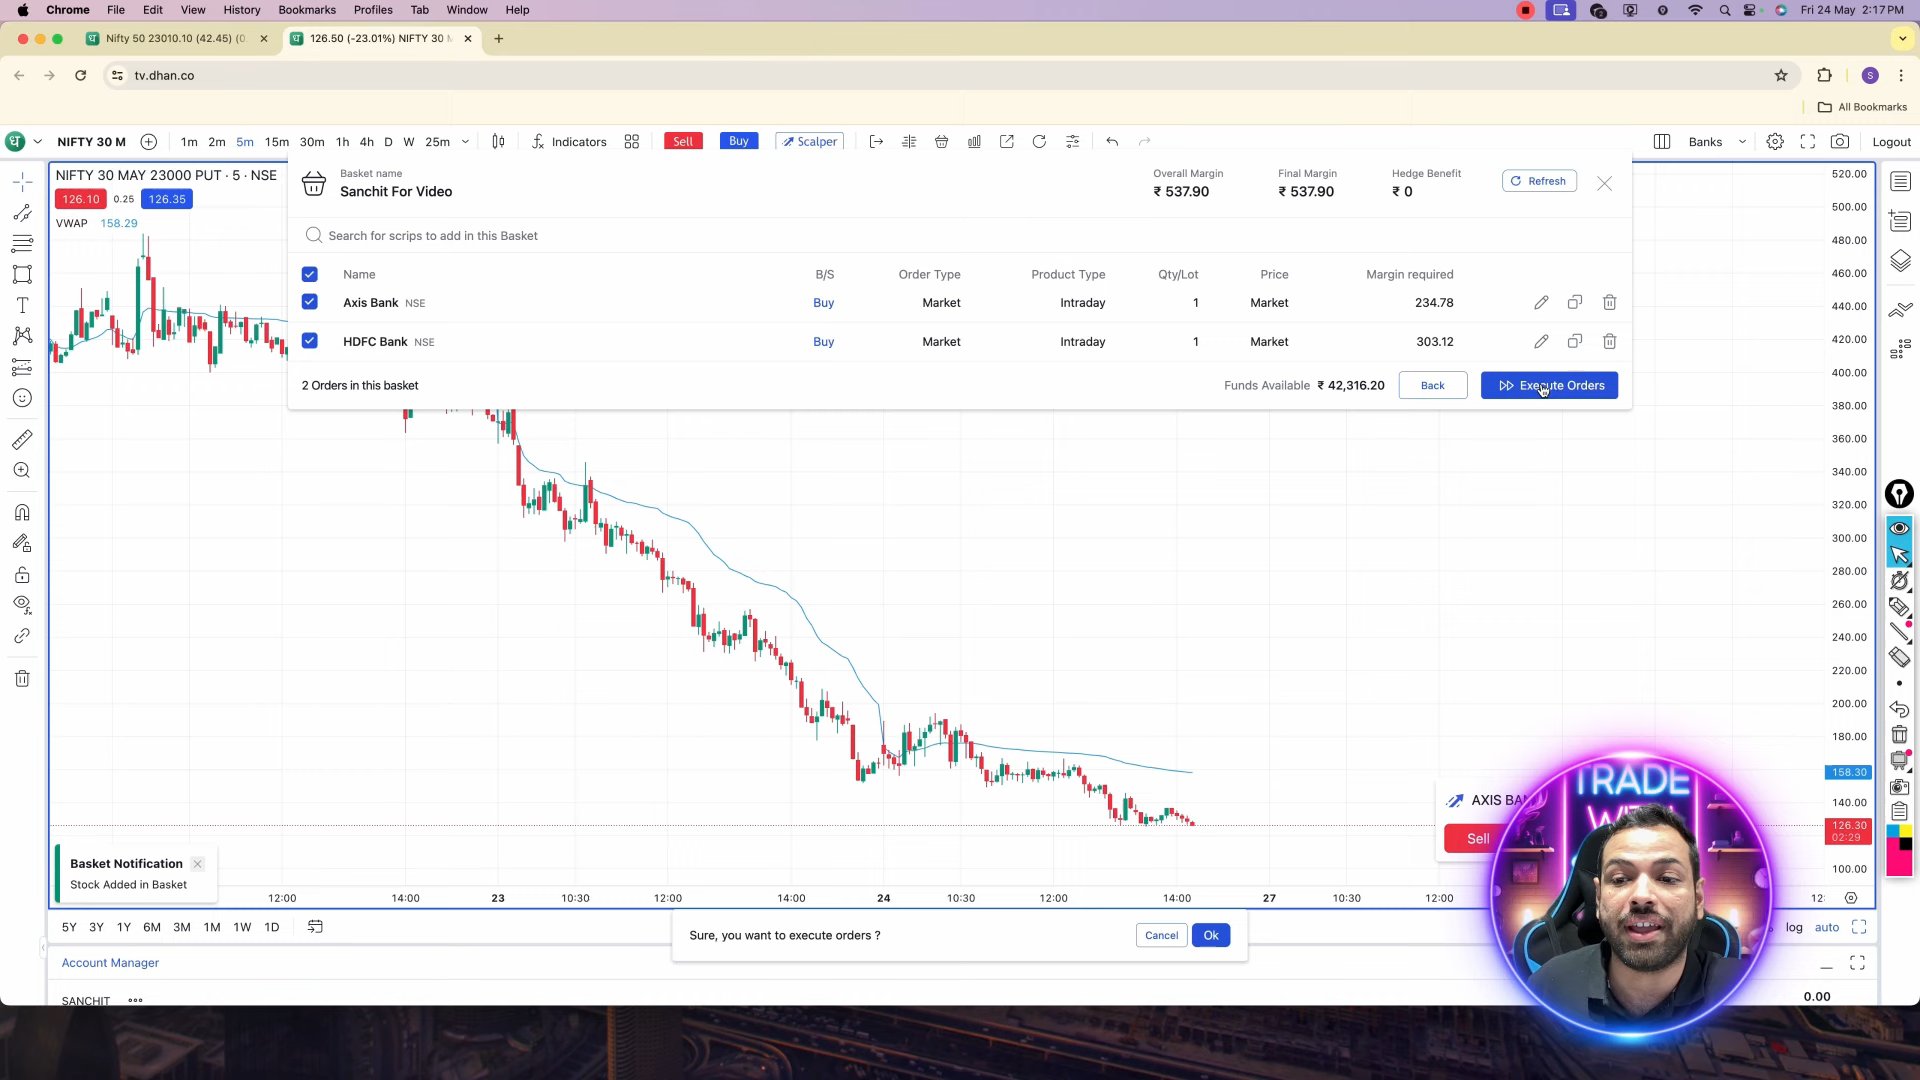 Chrome File Edit View History Bookmarks Profiles Tab Window Help Fri 24 May 2:17 PM
Nifty 50 23010.10 (42.45) (0. 126.50 (-23.01%) NIFTY 30 M
tv.dhan.co S
All Bookmarks
NIFTY 30 M 1m 2m 5m 15m 30m 1h 4h D W 25m Indicators Sell Buy Scalper Banks Logout
NIFTY 30 MAY 23000 PUT · 5 · NSE
126.10 0.25 126.35
VWAP 158.29
Basket name
Sanchit For Video
Overall Margin
₹ 537.90
Final Margin
₹ 537.90
Hedge Benefit
₹ 0
Refresh
Search for scrips to add in this Basket
Name B/S Order Type Product Type Qty/Lot Price Margin required
Axis Bank NSE Buy Market Intraday 1 Market 234.78
HDFC Bank NSE Buy Market Intraday 1 Market 303.12
2 Orders in this basket Funds Available ₹ 42,316.20 Back Execute Orders
520.00
500.00
480.00
460.00
440.00
420.00
400.00
380.00
360.00
340.00
320.00
300.00
280.00
260.00
240.00
220.00
200.00
180.00
158.30
140.00
126.30
02:29
100.00
AXIS BAN
Sell
TRADE
Basket Notification
Stock Added in Basket
12:00 14:00 23 10:30 12:00 14:00 24 10:30 12:00 14:00 27 10:30 12:00 12:
5Y 3Y 1Y 6M 3M 1M 1W 1D log auto
Sure, you want to execute orders ? Cancel Ok
Account Manager
SANCHIT 0.00